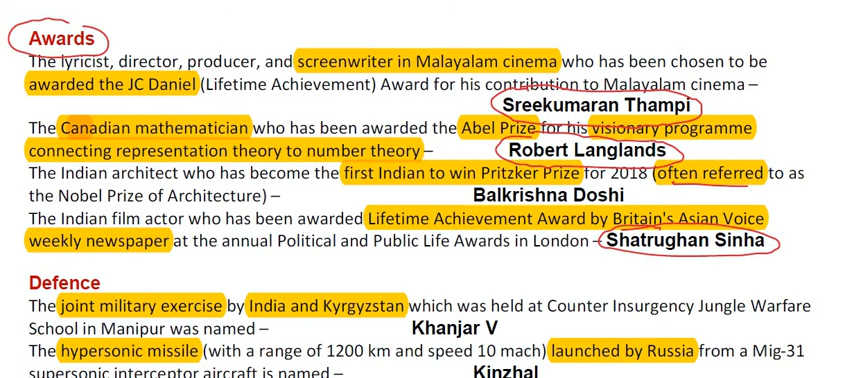 Awards
The lyricist, director, producer, and screenwriter in Malayalam cinema who has been chosen to be
awarded the JC Daniel (Lifetime Achievement) Award for his contribution to Malayalam cinema –
Sreekumaran Thampi
The Canadian mathematician who has been awarded the Abel Prize for his visionary programme
connecting representation theory to number theory – Robert Langlands
The Indian architect who has become the first Indian to win Pritzker Prize for 2018 (often referred to as
the Nobel Prize of Architecture) – Balkrishna Doshi
The Indian film actor who has been awarded Lifetime Achievement Award by Britain's Asian Voice
weekly newspaper at the annual Political and Public Life Awards in London – Shatrughan Sinha
Defence
The joint military exercise by India and Kyrgyzstan which was held at Counter Insurgency Jungle Warfare
School in Manipur was named – Khanjar V
The hypersonic missile (with a range of 1200 km and speed 10 mach) launched by Russia from a Mig-31
supersonic interceptor aircraft is named – Kinzhal